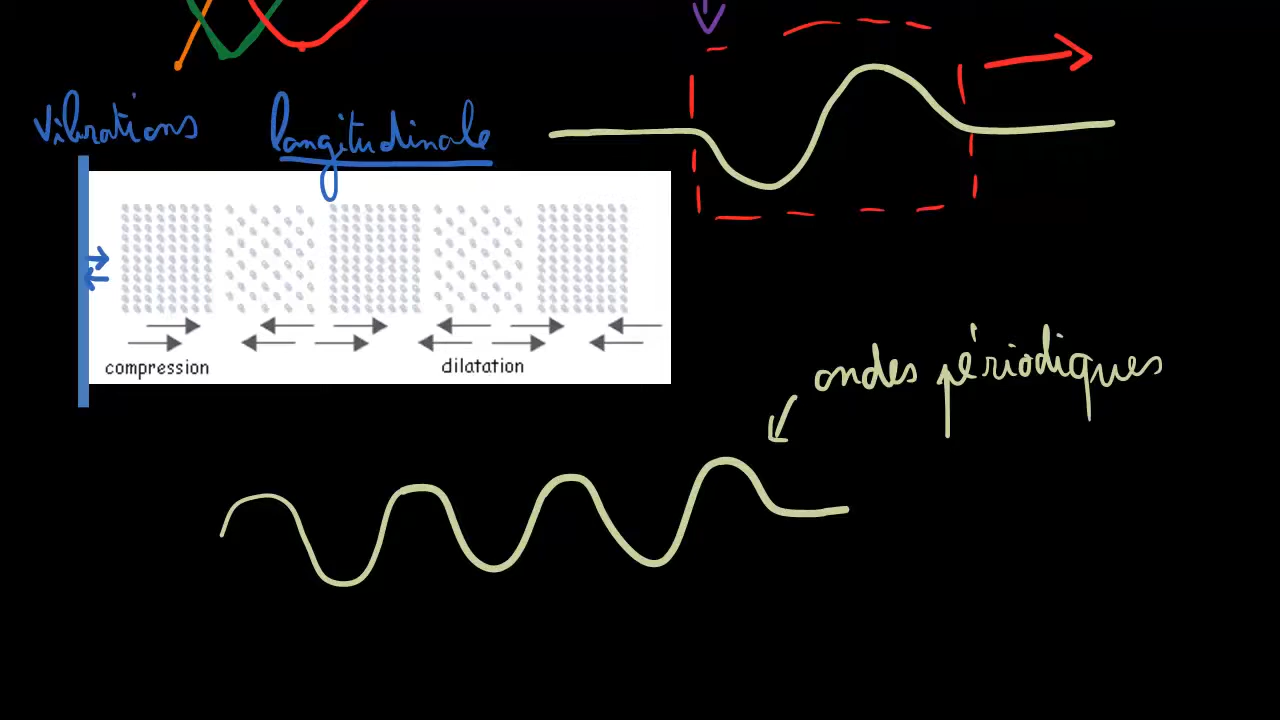 vibrations longitudinale
compression
dilatation
ondes périodiques